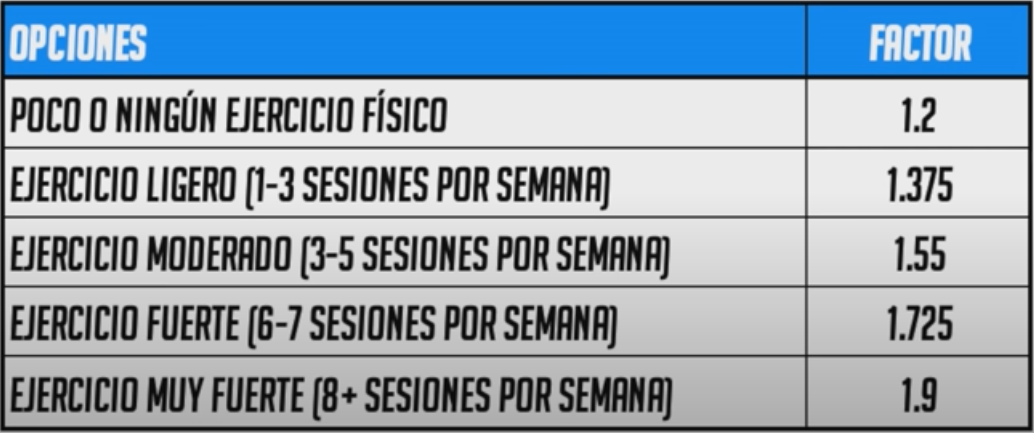 OPCIONES FACTOR
POCO O NINGÚN EJERCICIO FÍSICO 1.2
EJERCICIO LIGERO (1-3 SESIONES POR SEMANA) 1.375
EJERCICIO MODERADO (3-5 SESIONES POR SEMANA) 1.55
EJERCICIO FUERTE (6-7 SESIONES POR SEMANA) 1.725
EJERCICIO MUY FUERTE (8+ SESIONES POR SEMANA) 1.9